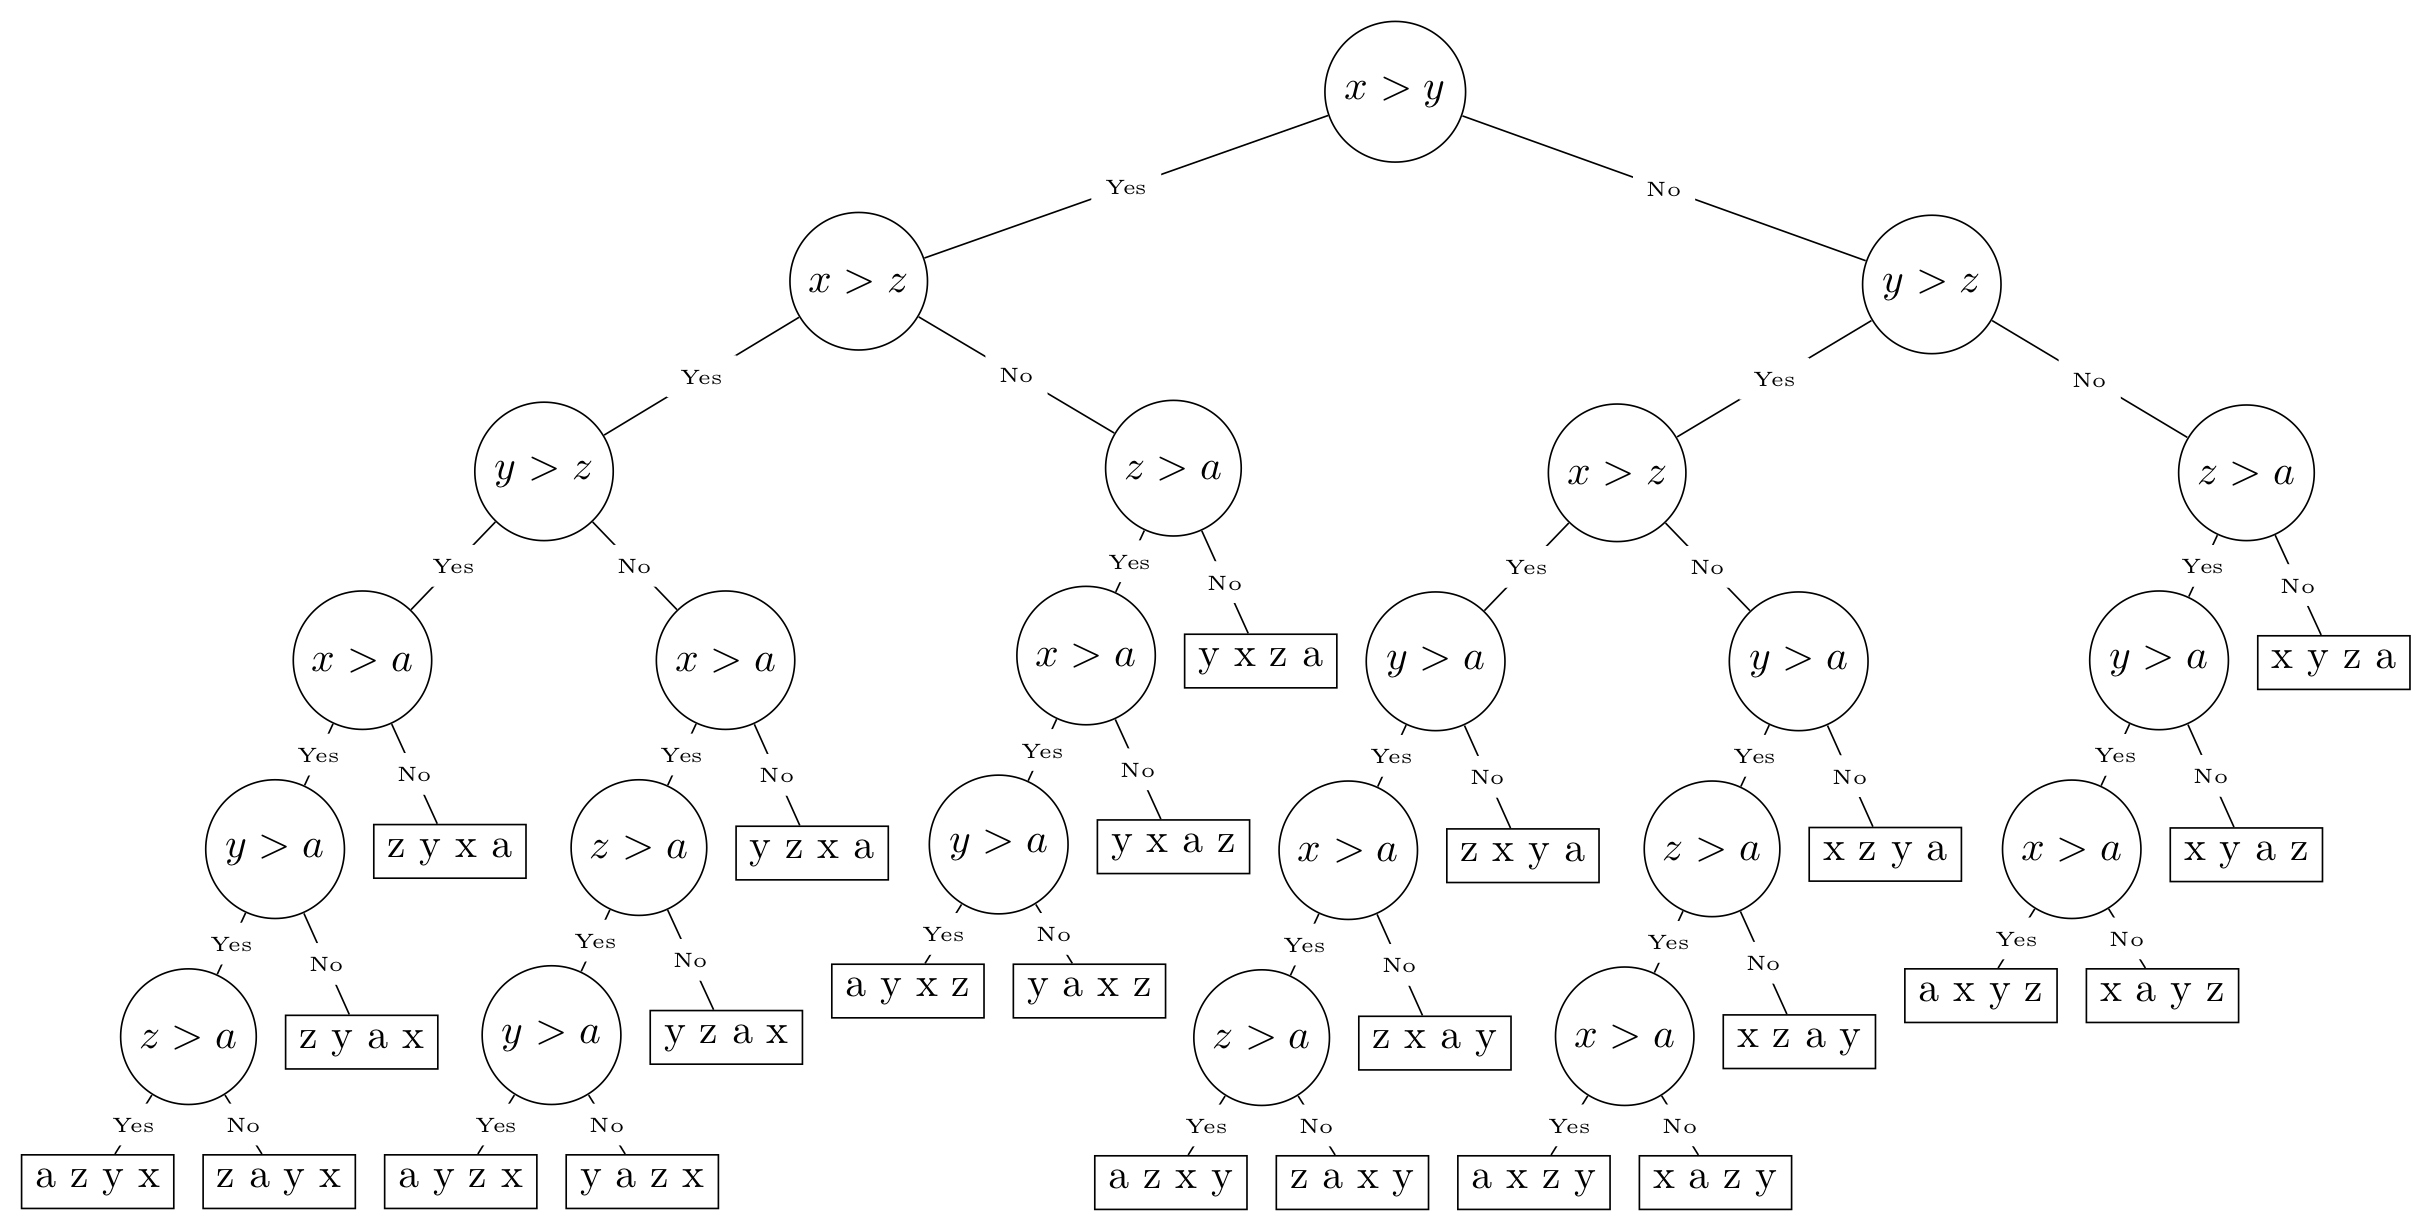 x > y
Yes
No
x > z
y > z
Yes
No
Yes
No
y > z
z > a
x > z
z > a
Yes
No
Yes
No
Yes
No
Yes
No
x > a
x > a
x > a
y x z a
y > a
y > a
y > a
x y z a
Yes
No
Yes
No
Yes
No
Yes
No
Yes
No
Yes
No
y > a
z y x a
z > a
y z x a
y > a
y x a z
x > a
z x y a
z > a
x z y a
x > a
x y a z
Yes
No
Yes
No
Yes
No
Yes
No
Yes
No
Yes
No
z > a
z y a x
y > a
y z a x
a y x z
y a x z
z > a
z x a y
x > a
x z a y
a x y z
x a y z
Yes
No
Yes
No
Yes
No
Yes
No
a z y x
z a y x
a y z x
y a z x
a z x y
z a x y
a x z y
x a z y